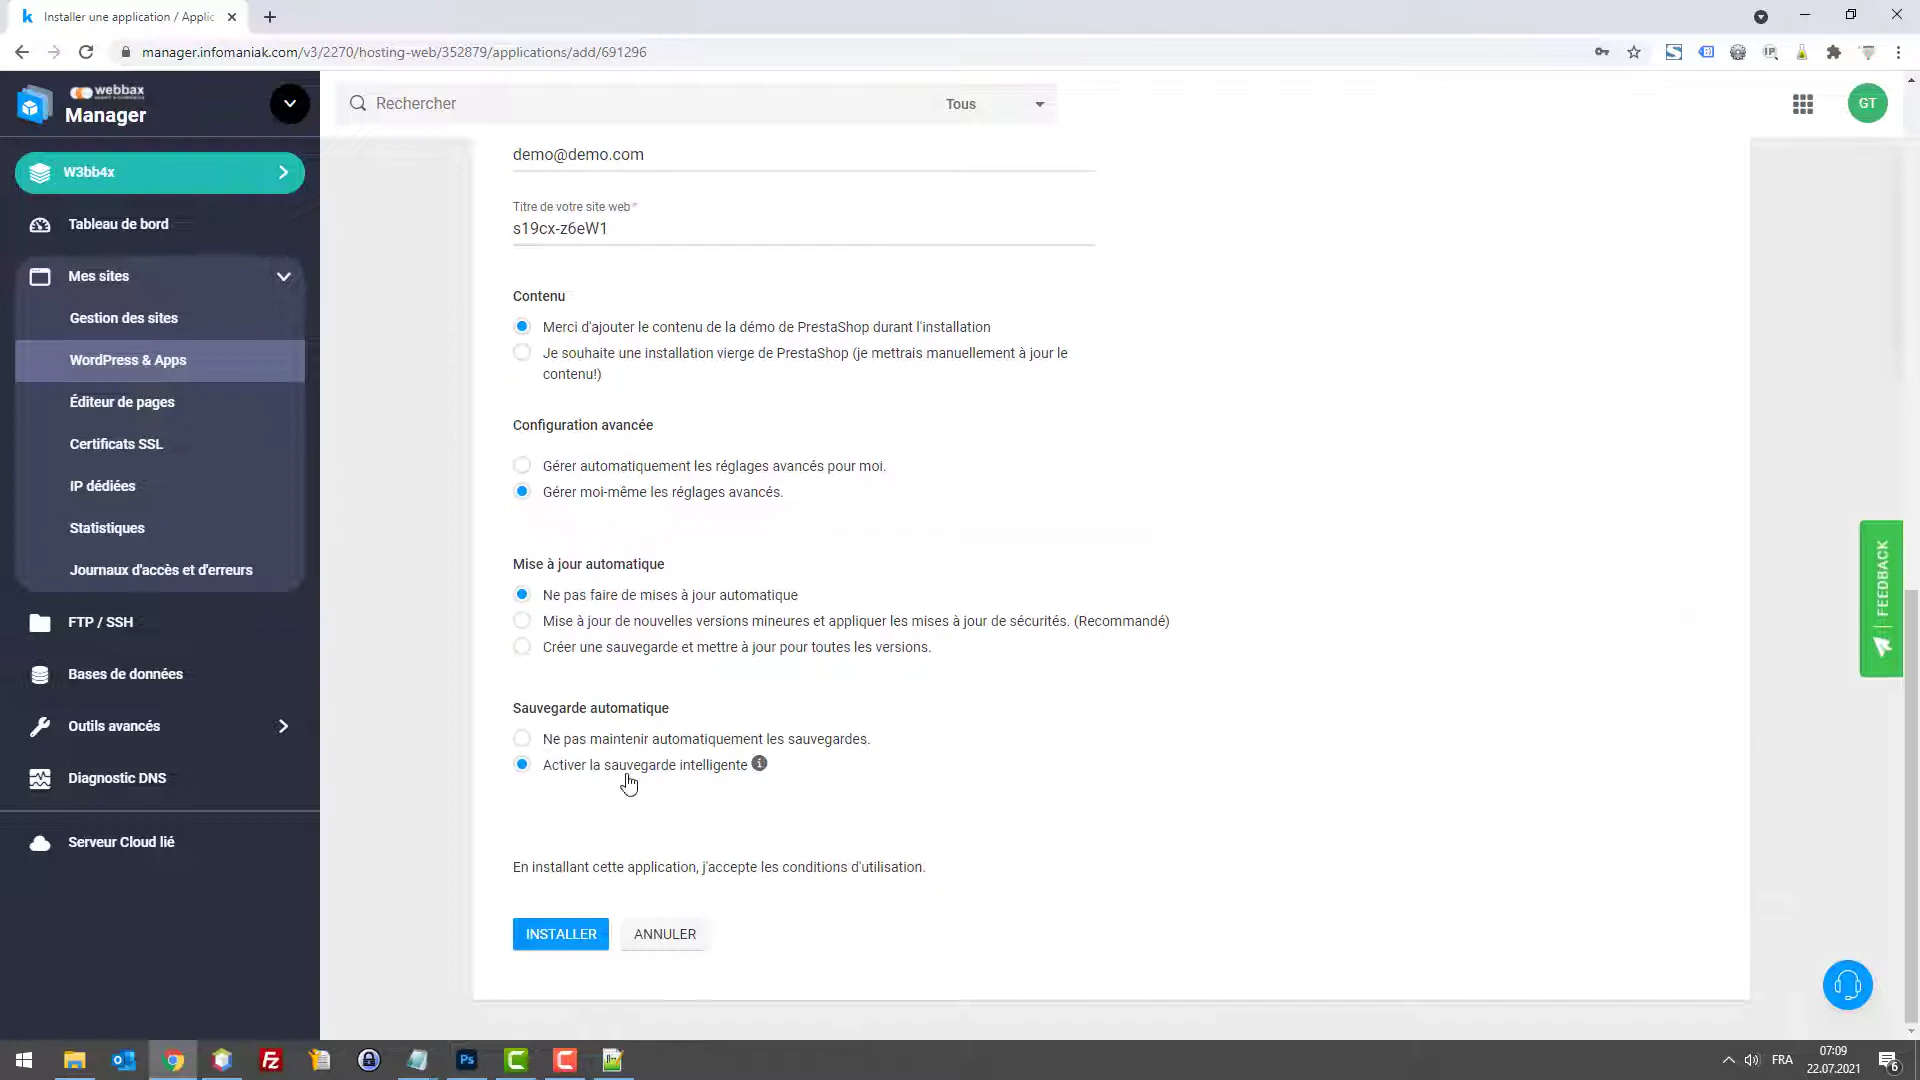 Installer une application / Applic
manager.infomaniak.com/v3/2270/hosting-web/352879/applications/add/691296
webbax
Manager
Rechercher
Tous
GT
W3bb4x
Tableau de bord
Mes sites
Gestion des sites
WordPress & Apps
Éditeur de pages
Certificats SSL
IP dédiées
Statistiques
Journaux d'accès et d'erreurs
FTP / SSH
Bases de données
Outils avancés
Diagnostic DNS
Serveur Cloud lié
demo@demo.com
Titre de votre site web*
s19cx-z6eW1
Contenu
Merci d'ajouter le contenu de la démo de PrestaShop durant l'installation
Je souhaite une installation vierge de PrestaShop (je mettrais manuellement à jour le
contenu!)
Configuration avancée
Gérer automatiquement les réglages avancés pour moi.
Gérer moi-même les réglages avancés.
Mise à jour automatique
Ne pas faire de mises à jour automatique
Mise à jour de nouvelles versions mineures et appliquer les mises à jour de sécurités. (Recommandé)
Créer une sauvegarde et mettre à jour pour toutes les versions.
Sauvegarde automatique
Ne pas maintenir automatiquement les sauvegardes.
Activer la sauvegarde intelligente
En installant cette application, j'accepte les conditions d'utilisation.
INSTALLER
ANNULER
FEEDBACK
Ps
FRA
07:09
22.07.2021
6